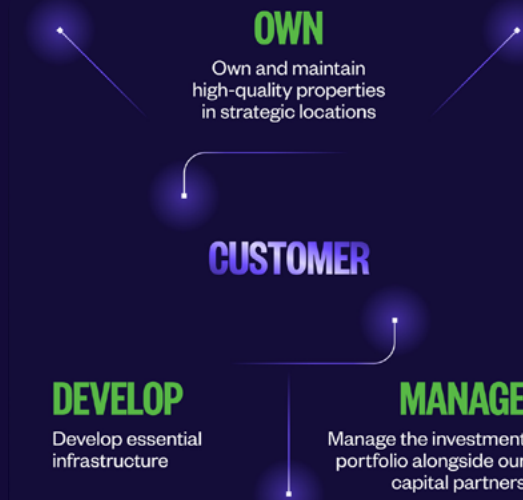 OWN
Own and maintain
high-quality properties
in strategic locations
CUSTOMER
DEVELOP
Develop essential
infrastructure
MANAGE
Manage the investment
portfolio alongside our
capital partners